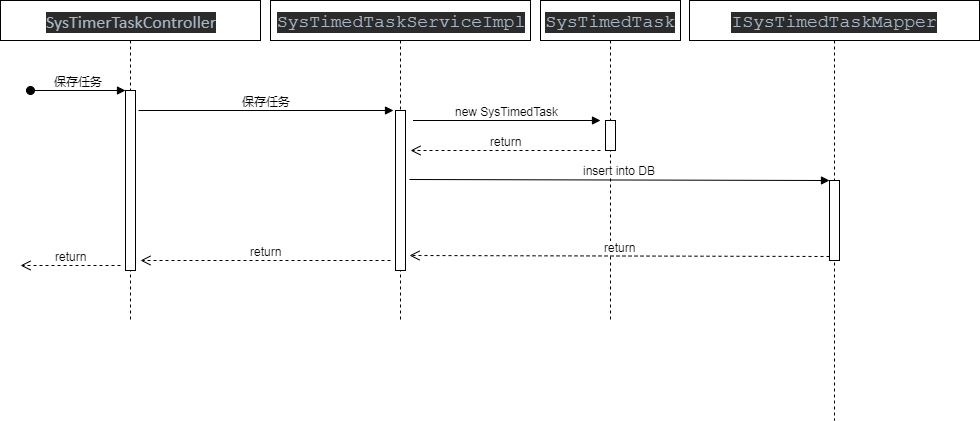 SysTimerTaskController
SysTimedTaskServiceImpl
SysTimedTask
ISysTimedTaskMapper
保存任务
保存任务
new SysTimedTask
return
insert into DB
return
return
return